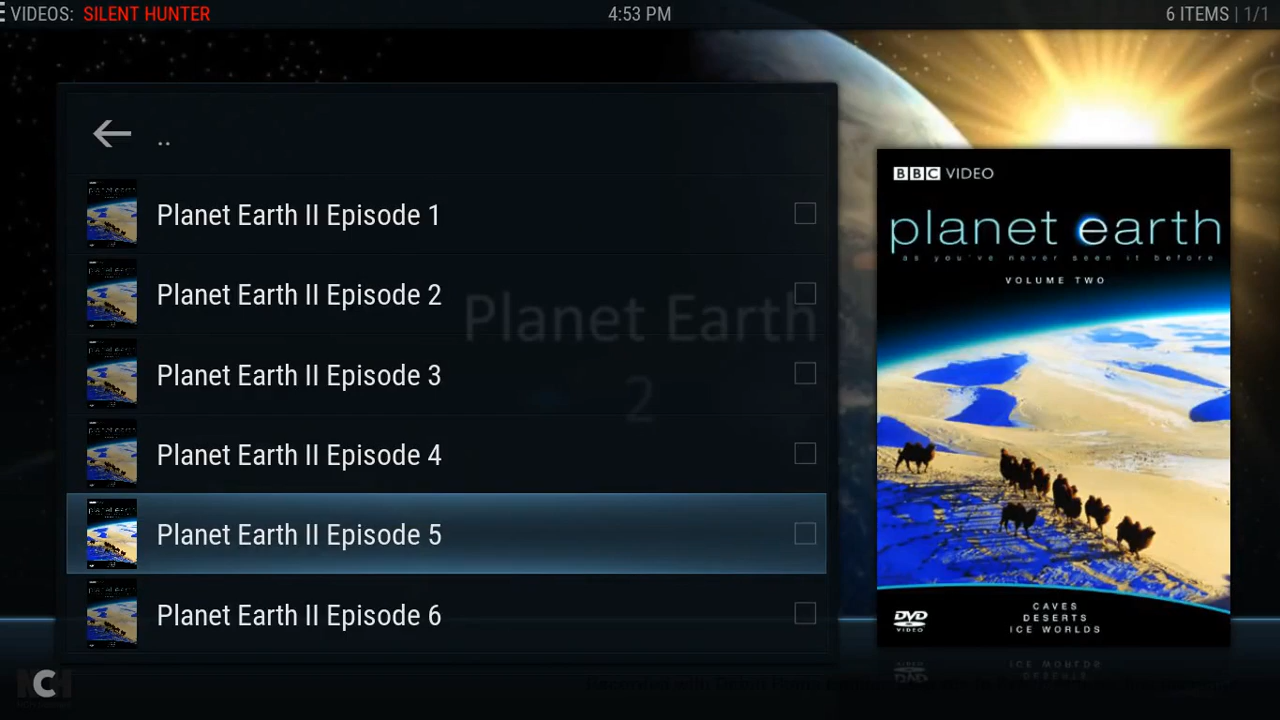 VIDEOS: SILENT HUNTER
4:53 PM
6 ITEMS | 1/1
..
Planet Earth II Episode 1
Planet Earth II Episode 2
Planet Earth II Episode 3
Planet Earth II Episode 4
Planet Earth II Episode 5
Planet Earth II Episode 6
Planet Earth
2
BBC VIDEO
planet earth
as you've never seen it before
VOLUME TWO
CAVES
DESERTS
ICE WORLDS
DVD
VIDEO